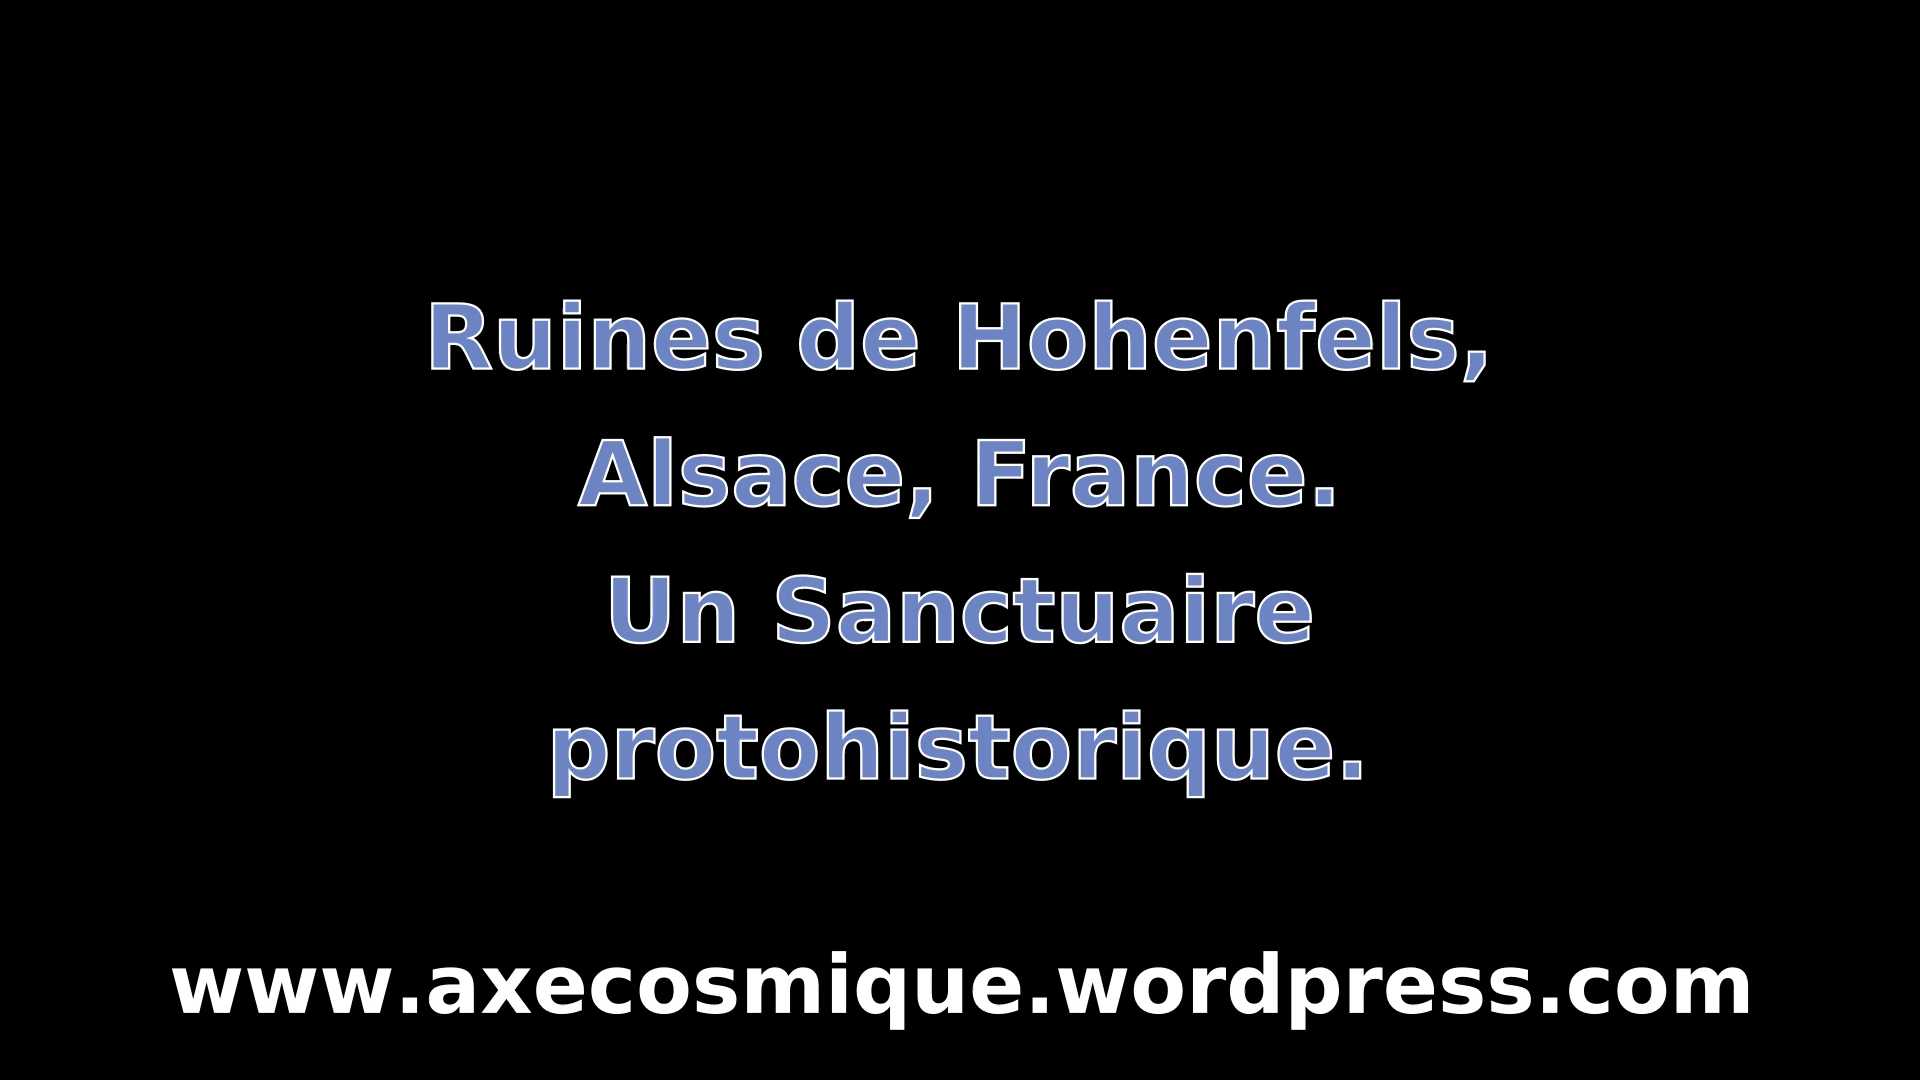 Ruines de Hohenfels,
Alsace, France.
Un Sanctuaire
protohistorique.
www.axecosmique.wordpress.com